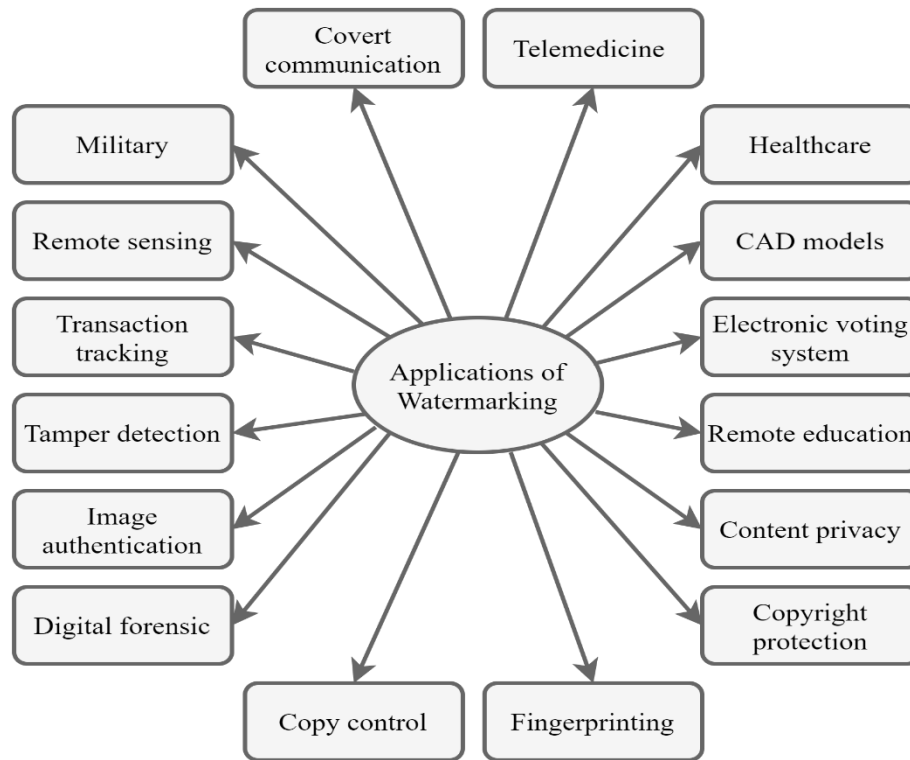 Covert
communication
Telemedicine
Military
Healthcare
Remote sensing
CAD models
Transaction
tracking
Electronic voting
system
Applications of
Watermarking
Tamper detection
Remote education
Image
authentication
Content privacy
Digital forensic
Copyright
protection
Copy control
Fingerprinting